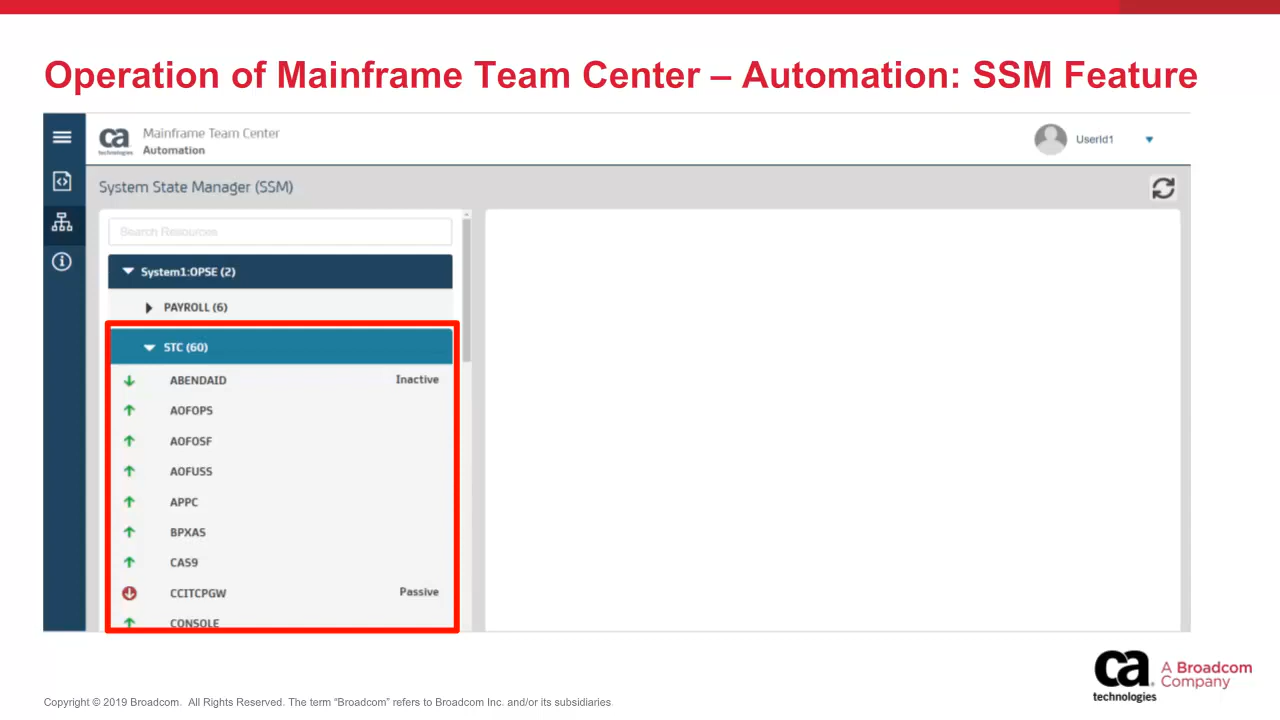 Operation of Mainframe Team Center – Automation: SSM Feature
ca
technologies
Mainframe Team Center
Automation
UserId1
System State Manager (SSM)
Search Resources
System1:OPSE (2)
PAYROLL (6)
STC (60)
ABENDAID Inactive
AOFOPS
AOFOSF
AOFUSS
APPC
BPXAS
CAS9
CCITCPGW Passive
CONSOLE
ca
technologies
A Broadcom
Company
Copyright © 2019 Broadcom. All Rights Reserved. The term “Broadcom” refers to Broadcom Inc. and/or its subsidiaries.